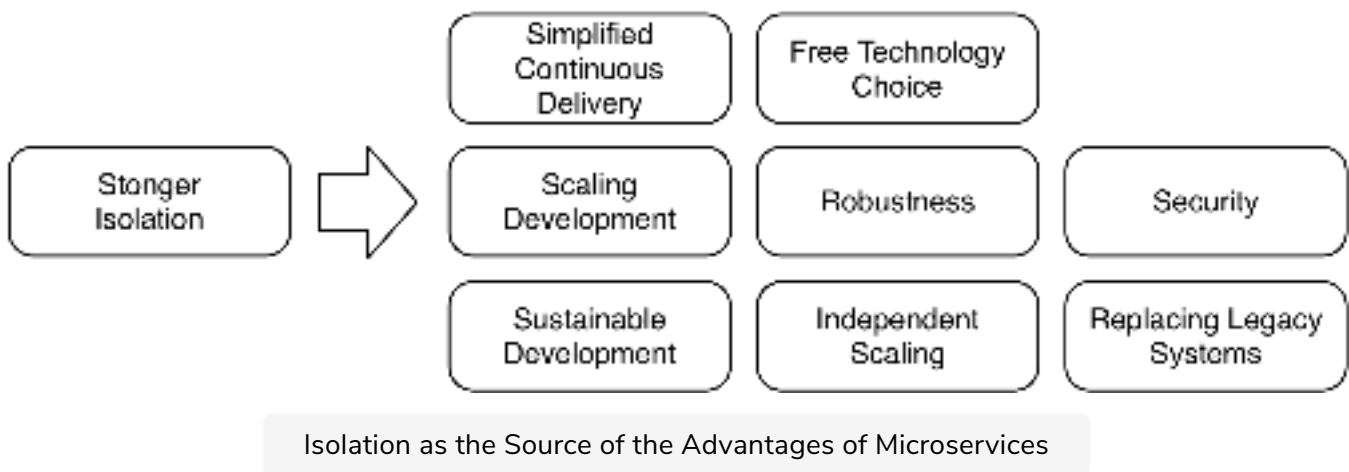 Simplified
Continuous
Delivery
Free Technology
Choice
Stonger
Isolation
Scaling
Development
Robustness
Security
Sustainable
Development
Independent
Scaling
Replacing Legacy
Systems
Isolation as the Source of the Advantages of Microservices